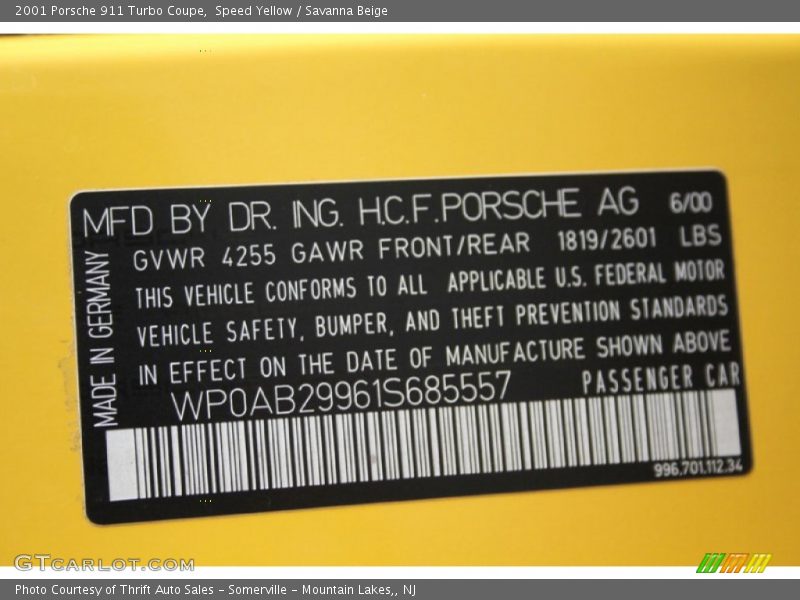 2001 Porsche 911 Turbo Coupe,  Speed Yellow / Savanna Beige
MFD BY DR. ING. H.C.F.PORSCHE AG 6/00
GVWR 4255 GAWR FRONT/REAR 1819/2601 LBS
THIS VEHICLE CONFORMS TO ALL APPLICABLE U.S. FEDERAL MOTOR
VEHICLE SAFETY, BUMPER, AND THEFT PREVENTION STANDARDS
IN EFFECT ON THE DATE OF MANUFACTURE SHOWN ABOVE
WP0AB29961S685557 PASSENGER CAR
MADE IN GERMANY
996.701.112.34
GTCARLOT.COM
Photo Courtesy of Thrift Auto Sales – Somerville – Mountain Lakes,, NJ